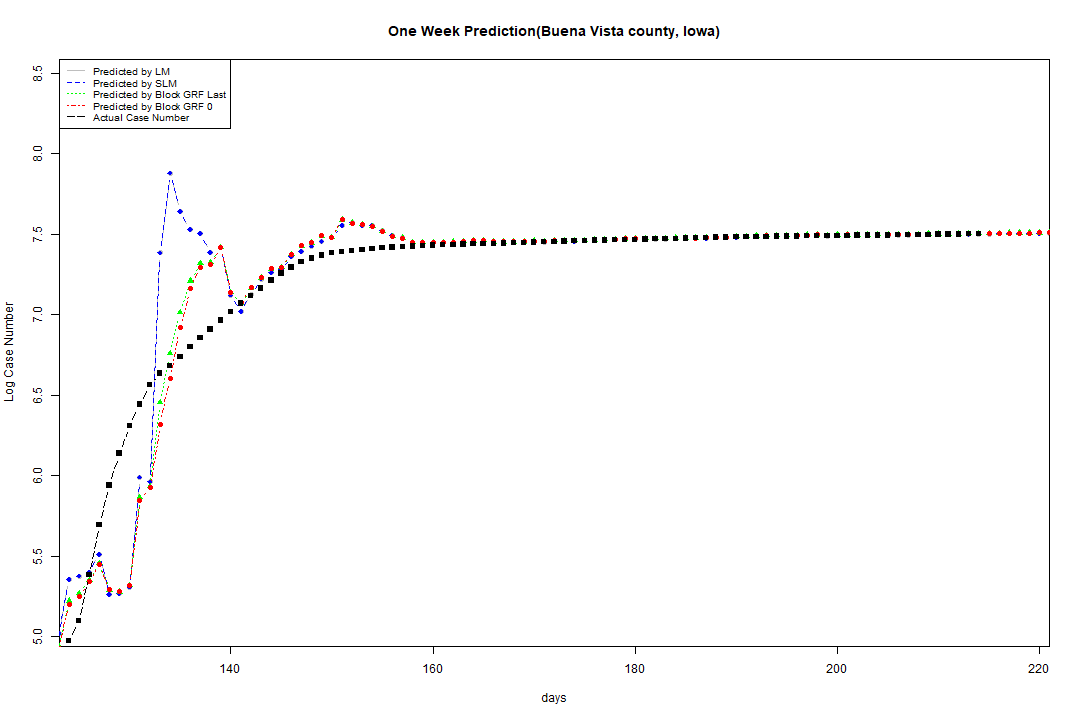 One Week Prediction(Buena Vista county, Iowa)
Predicted by LM
Predicted by SLM
Predicted by Block GRF Last
Predicted by Block GRF 0
Actual Case Number
8.5
8.0
7.5
7.0
6.5
6.0
5.5
5.0
Log Case Number
140 160 180 200 220
days